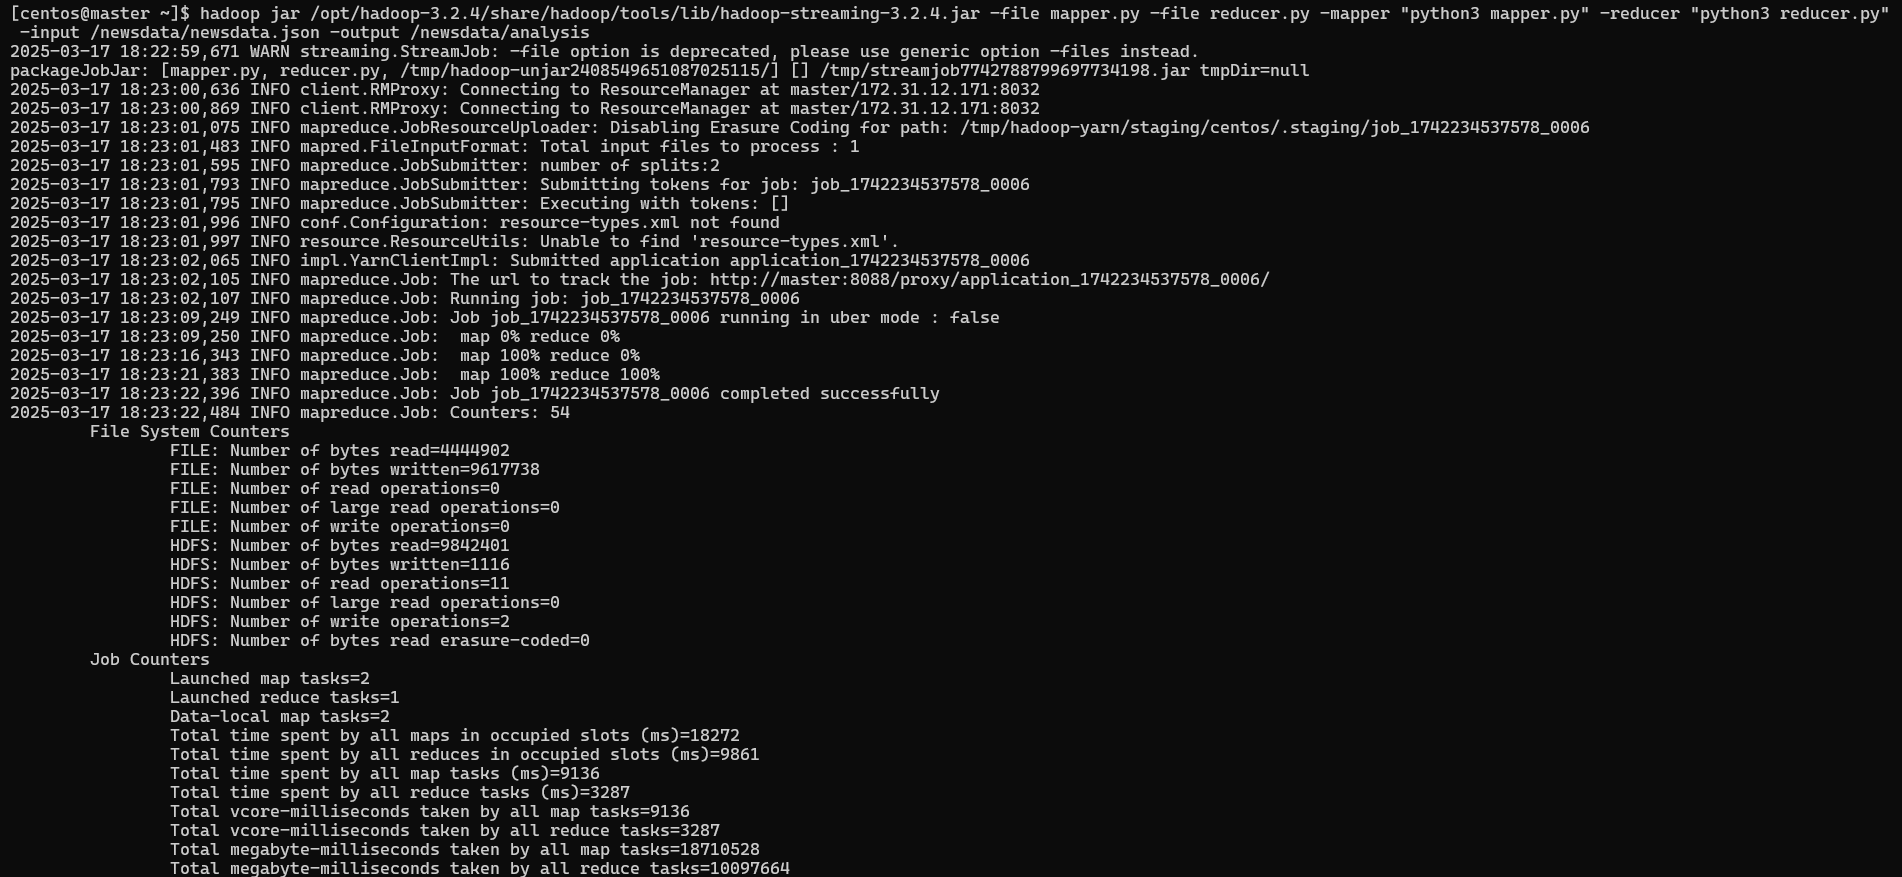 [centos@master ~]$ hadoop jar /opt/hadoop-3.2.4/share/hadoop/tools/lib/hadoop-streaming-3.2.4.jar -file mapper.py -file reducer.py -mapper "python3 mapper.py" -reducer "python3 reducer.py"
-input /newsdata/newsdata.json -output /newsdata/analysis
2025-03-17 18:22:59,671 WARN streaming.StreamJob: -file option is deprecated, please use generic option -files instead.
packageJobJar: [mapper.py, reducer.py, /tmp/hadoop-unjar2408549651087025115/] [] /tmp/streamjob7742788799697734198.jar tmpDir=null
2025-03-17 18:23:00,636 INFO client.RMProxy: Connecting to ResourceManager at master/172.31.12.171:8032
2025-03-17 18:23:00,869 INFO client.RMProxy: Connecting to ResourceManager at master/172.31.12.171:8032
2025-03-17 18:23:01,075 INFO mapreduce.JobResourceUploader: Disabling Erasure Coding for path: /tmp/hadoop-yarn/staging/centos/.staging/job_1742234537578_0006
2025-03-17 18:23:01,483 INFO mapred.FileInputFormat: Total input files to process : 1
2025-03-17 18:23:01,595 INFO mapreduce.JobSubmitter: number of splits:2
2025-03-17 18:23:01,793 INFO mapreduce.JobSubmitter: Submitting tokens for job: job_1742234537578_0006
2025-03-17 18:23:01,795 INFO mapreduce.JobSubmitter: Executing with tokens: []
2025-03-17 18:23:01,996 INFO conf.Configuration: resource-types.xml not found
2025-03-17 18:23:01,997 INFO resource.ResourceUtils: Unable to find 'resource-types.xml'.
2025-03-17 18:23:02,065 INFO impl.YarnClientImpl: Submitted application application_1742234537578_0006
2025-03-17 18:23:02,105 INFO mapreduce.Job: The url to track the job: http://master:8088/proxy/application_1742234537578_0006/
2025-03-17 18:23:02,107 INFO mapreduce.Job: Running job: job_1742234537578_0006
2025-03-17 18:23:09,249 INFO mapreduce.Job: Job job_1742234537578_0006 running in uber mode : false
2025-03-17 18:23:09,250 INFO mapreduce.Job:  map 0% reduce 0%
2025-03-17 18:23:16,343 INFO mapreduce.Job:  map 100% reduce 0%
2025-03-17 18:23:21,383 INFO mapreduce.Job:  map 100% reduce 100%
2025-03-17 18:23:22,396 INFO mapreduce.Job: Job job_1742234537578_0006 completed successfully
2025-03-17 18:23:22,484 INFO mapreduce.Job: Counters: 54
File System Counters
FILE: Number of bytes read=4444902
FILE: Number of bytes written=9617738
FILE: Number of read operations=0
FILE: Number of large read operations=0
FILE: Number of write operations=0
HDFS: Number of bytes read=9842401
HDFS: Number of bytes written=1116
HDFS: Number of read operations=11
HDFS: Number of large read operations=0
HDFS: Number of write operations=2
HDFS: Number of bytes read erasure-coded=0
Job Counters
Launched map tasks=2
Launched reduce tasks=1
Data-local map tasks=2
Total time spent by all maps in occupied slots (ms)=18272
Total time spent by all reduces in occupied slots (ms)=9861
Total time spent by all map tasks (ms)=9136
Total time spent by all reduce tasks (ms)=3287
Total vcore-milliseconds taken by all map tasks=9136
Total vcore-milliseconds taken by all reduce tasks=3287
Total megabyte-milliseconds taken by all map tasks=18710528
Total megabyte-milliseconds taken by all reduce tasks=10097664